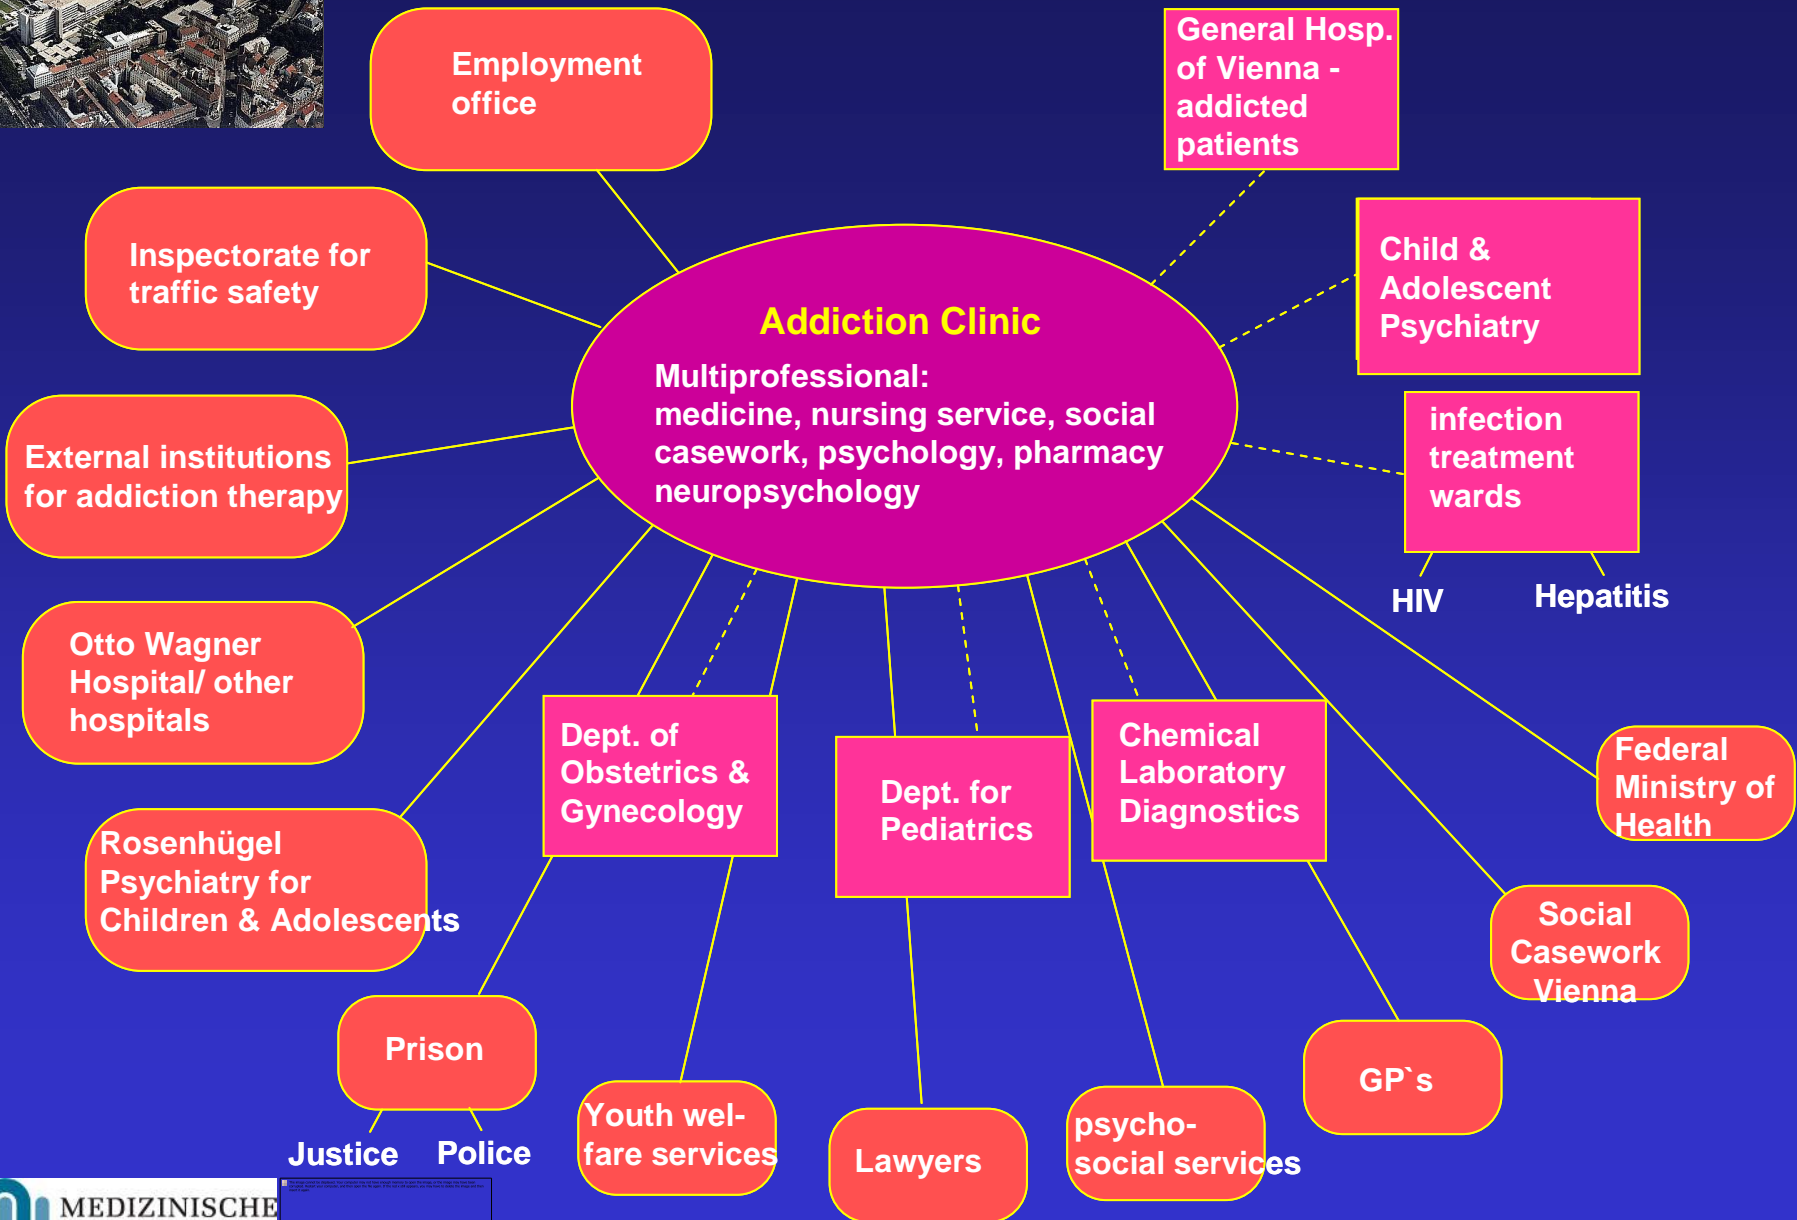 Employment
office
General Hosp.
of Vienna -
addicted
patients
Inspectorate for
traffic safety
Child &
Adolescent
Psychiatry
Addiction Clinic
Multiprofessional:
medicine, nursing service, social
casework, psychology, pharmacy
neuropsychology
External institutions
for addiction therapy
infection
treatment
wards
HIV
Hepatitis
Otto Wagner
Hospital/ other
hospitals
Dept. of
Obstetrics &
Gynecology
Dept. for
Pediatrics
Chemical
Laboratory
Diagnostics
Federal
Ministry of
Health
Rosenhügel
Psychiatry for
Children & Adolescents
Social
Casework
Vienna
Prison
Justice
Police
Youth wel-
fare services
Lawyers
psycho-
social services
GP`s
MEDIZINISCHE